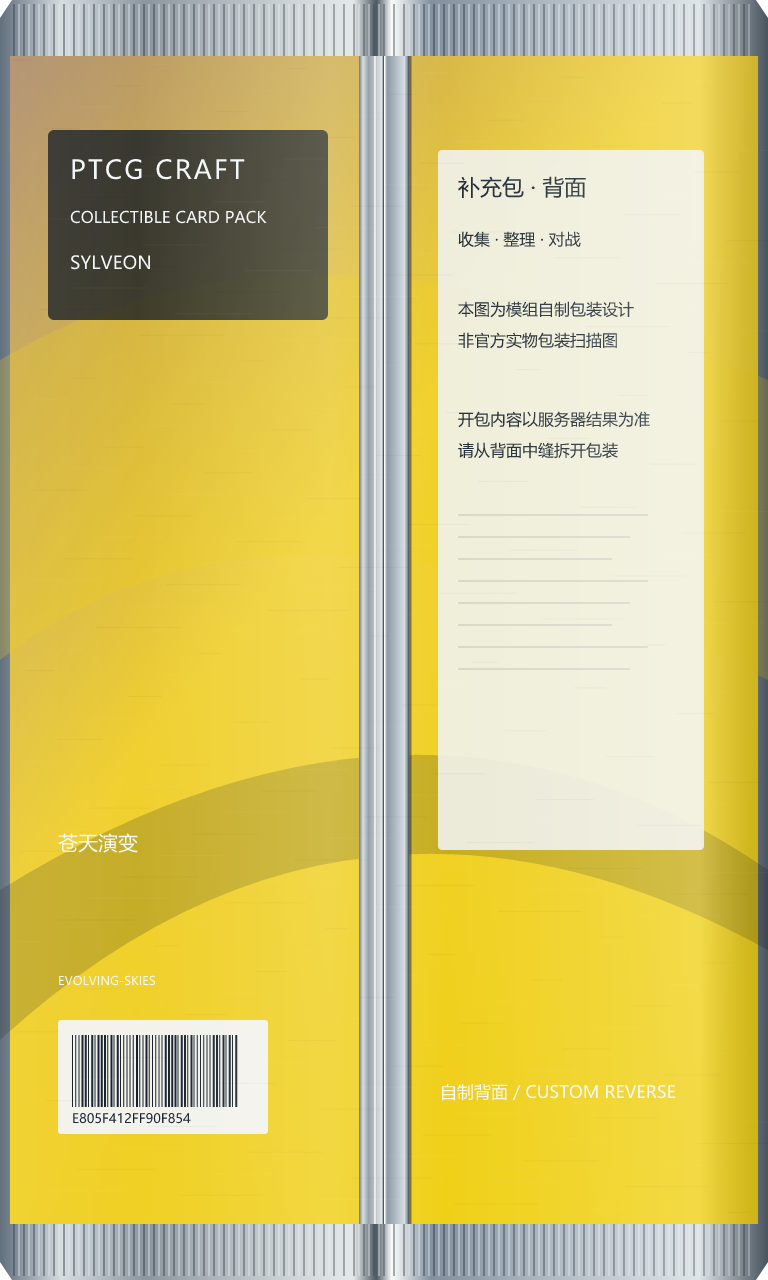 PTCG CRAFT
COLLECTIBLE CARD PACK
SYLVEON
苍天演变
EVOLVING-SKIES
E805F412FF90F854
补充包 · 背面
收集 · 整理 · 对战
本图为模组自制包装设计
非官方实物包装扫描图
开包内容以服务器结果为准
请从背面中缝拆开包装
自制背面 / CUSTOM REVERSE